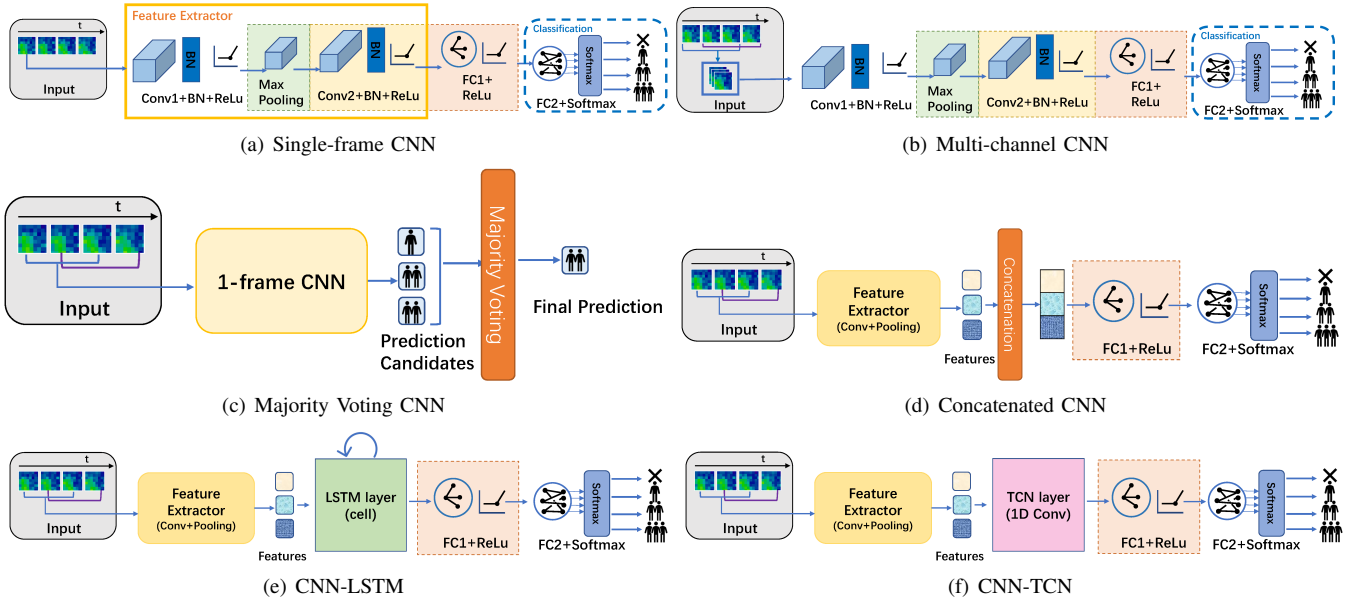 t
Input
Feature Extractor
BN
Conv1+BN+ReLu
Max
Pooling
BN
Conv2+BN+ReLu
FC1+
ReLu
Classification
Softmax
FC2+Softmax
(a) Single-frame CNN
t
Input
BN
Conv1+BN+ReLu
Max
Pooling
BN
Conv2+BN+ReLu
FC1+
ReLu
Classification
Softmax
FC2+Softmax
(b) Multi-channel CNN
t
Input
1-frame CNN
Prediction
Candidates
Majority Voting
Final Prediction
(c) Majority Voting CNN
t
Input
Feature
Extractor
(Conv+Pooling)
Features
Concatenation
FC1+ReLu
Softmax
FC2+Softmax
(d) Concatenated CNN
t
Input
Feature
Extractor
(Conv+Pooling)
Features
LSTM layer
(cell)
FC1+ReLu
Softmax
FC2+Softmax
(e) CNN-LSTM
t
Input
Feature
Extractor
(Conv+Pooling)
Features
TCN layer
(1D Conv)
FC1+ReLu
Softmax
FC2+Softmax
(f) CNN-TCN